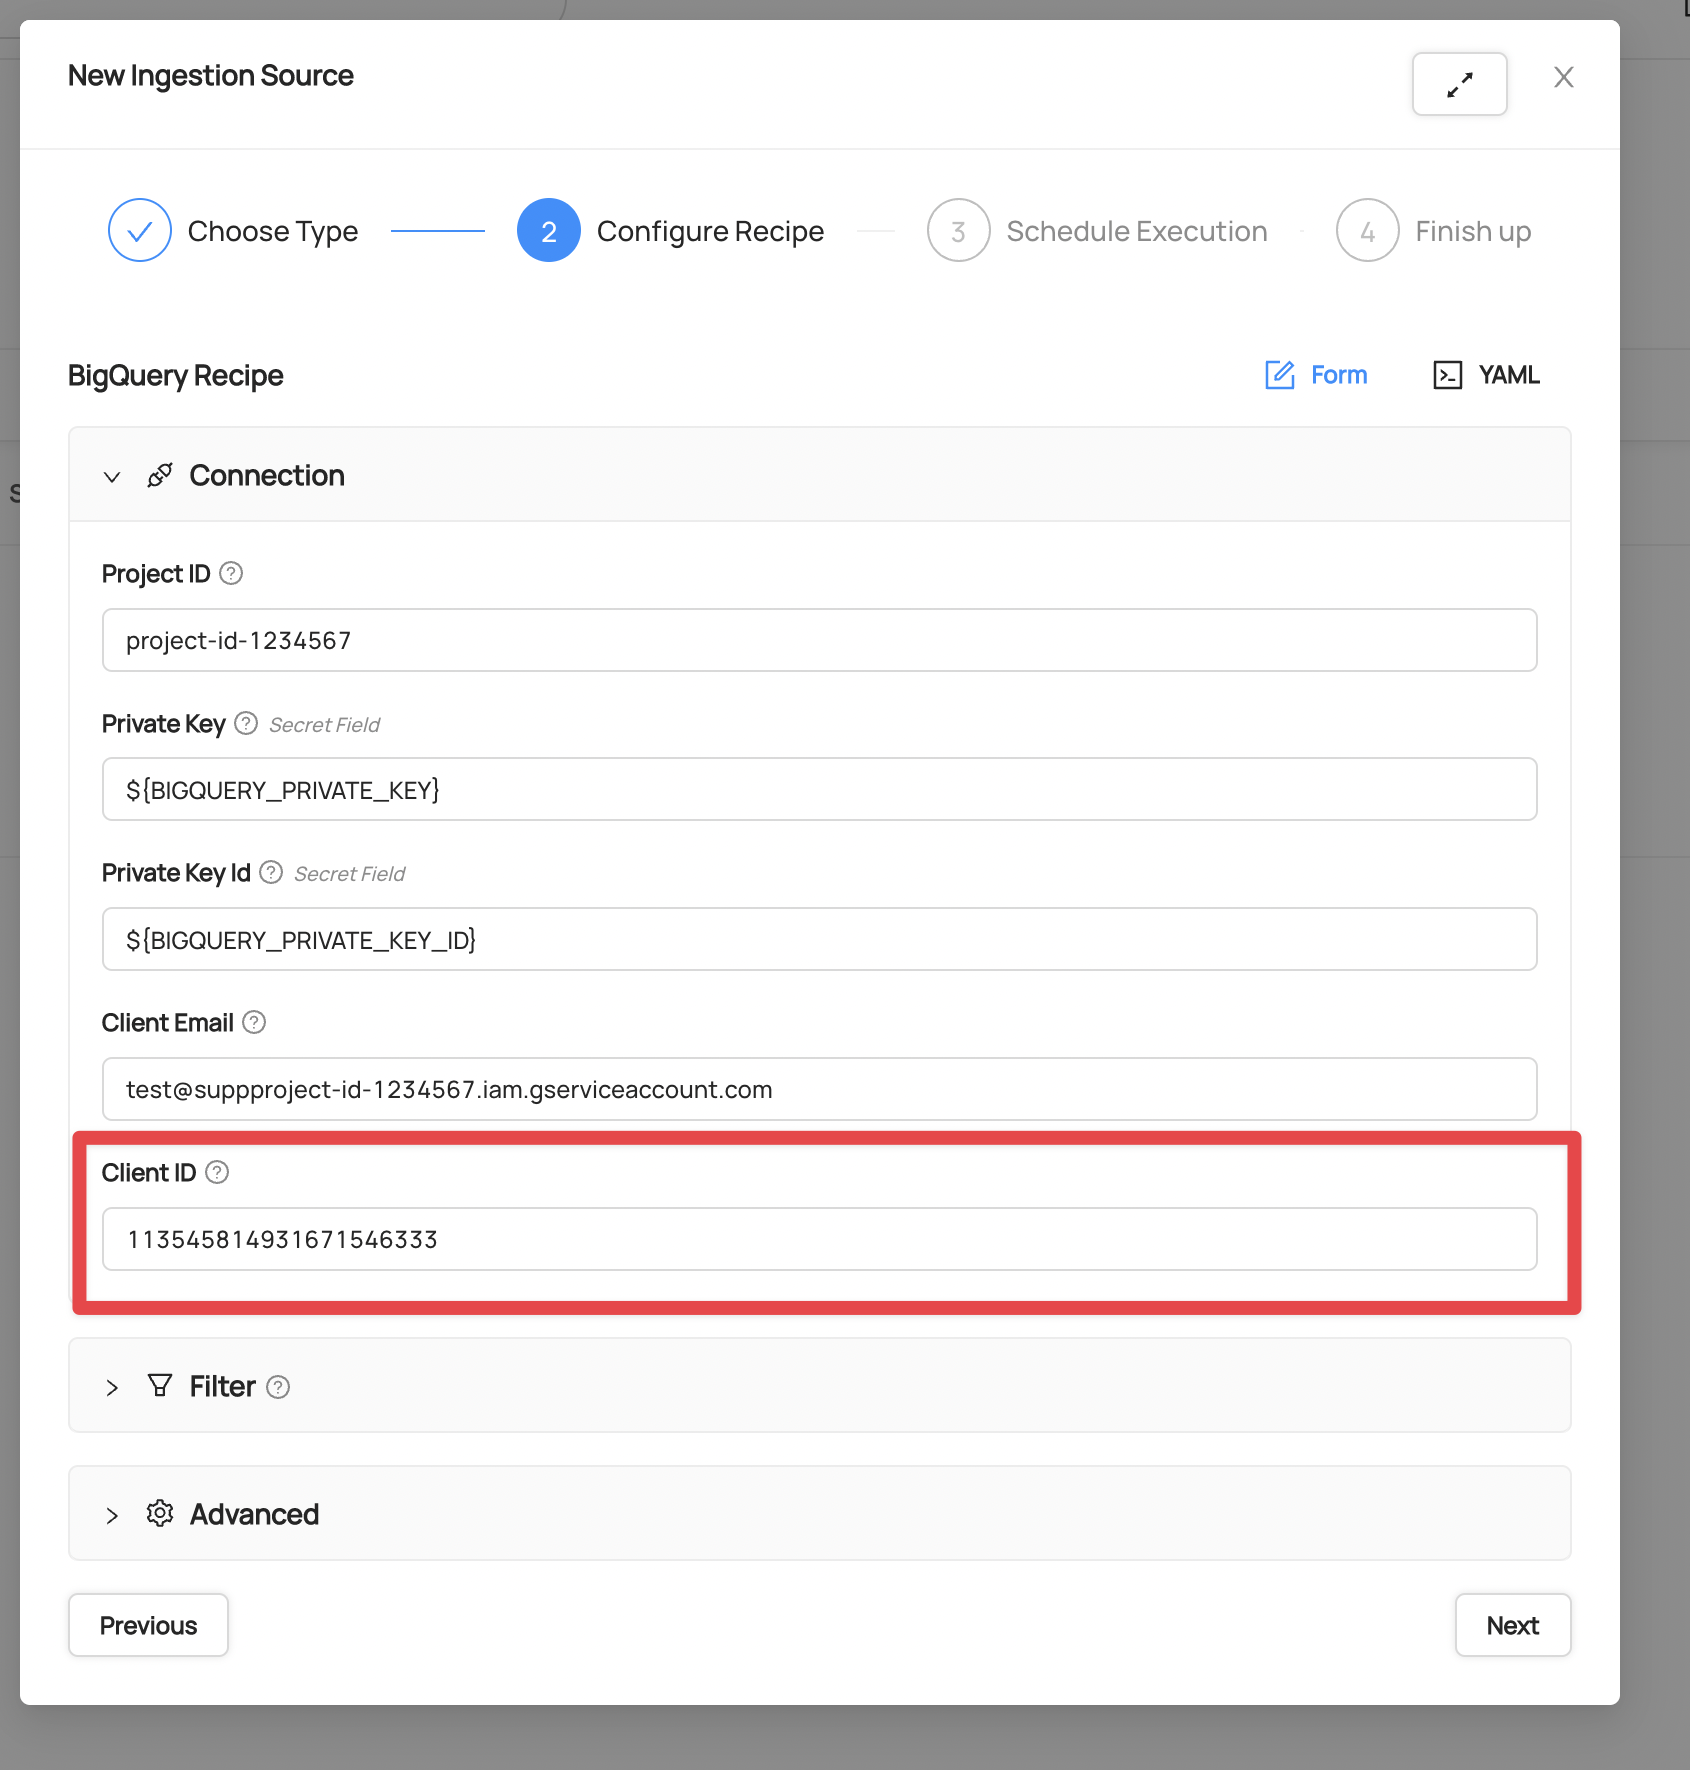 New Ingestion Source
Choose Type
2 Configure Recipe
3 Schedule Execution
4 Finish up
BigQuery Recipe
Form
YAML
Connection
Project ID
project-id-1234567
Private Key Secret Field
${BIGQUERY_PRIVATE_KEY}
Private Key Id Secret Field
${BIGQUERY_PRIVATE_KEY_ID}
Client Email
test@suppproject-id-1234567.iam.gserviceaccount.com
Client ID
113545814931671546333
Filter
Advanced
Previous
Next